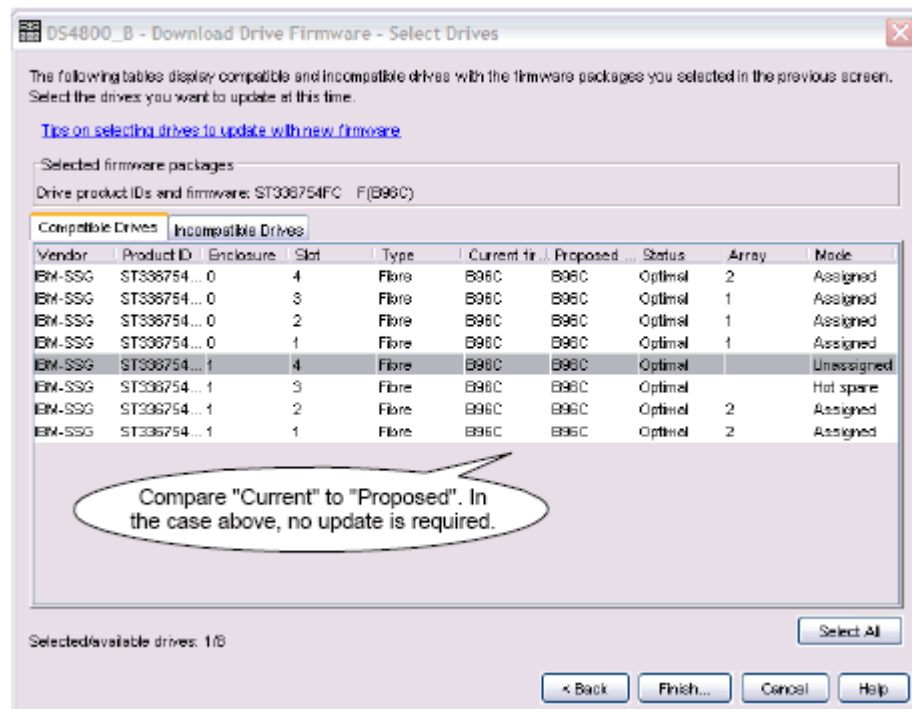 DS4800_B - Download Drive Firmware - Select Drives
The following tables display compatible and incompatible drives with the firmware packages you selected in the previous screen.
Select the drives you want to update at this time.
Tips on selecting drives to update with new firmware
Selected firmware packages
Drive product IDs and firmware: ST336754FC F(B96C)
Compatible Drives Incompatible Drives
Vendor Product ID Enclosure Slot Type Current fir... Proposed ... Status Array Mode
IBM-SSG ST336754... 0 4 Fibre B96C B96C Optimal 2 Assigned
IBM-SSG ST336754... 0 3 Fibre B96C B96C Optimal 1 Assigned
IBM-SSG ST336754... 0 2 Fibre B96C B96C Optimal 1 Assigned
IBM-SSG ST336754... 0 1 Fibre B96C B96C Optimal 1 Assigned
IBM-SSG ST336754... 1 4 Fibre B96C B96C Optimal Unassigned
IBM-SSG ST336754... 1 3 Fibre B96C B96C Optimal Hot spare
IBM-SSG ST336754... 1 2 Fibre B96C B96C Optimal 2 Assigned
IBM-SSG ST336754... 1 1 Fibre B96C B96C Optimal 2 Assigned
Compare "Current" to "Proposed". In
the case above, no update is required.
Selected/available drives: 1/8
Select All
< Back Finish... Cancel Help